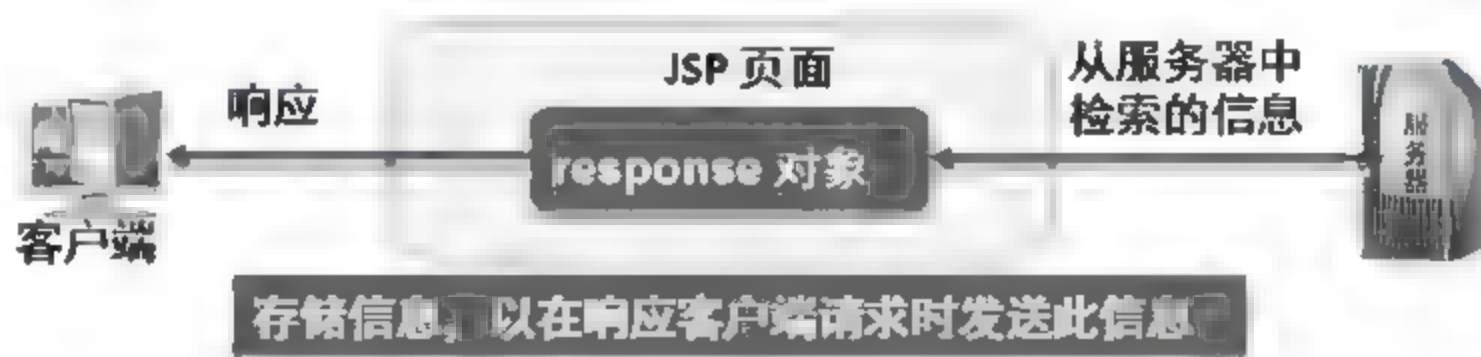 JSP 页面
从服务器中
检索的信息
响应
response 对象
服务器
客户端
存储信息，以在响应客户端请求时发送此信息